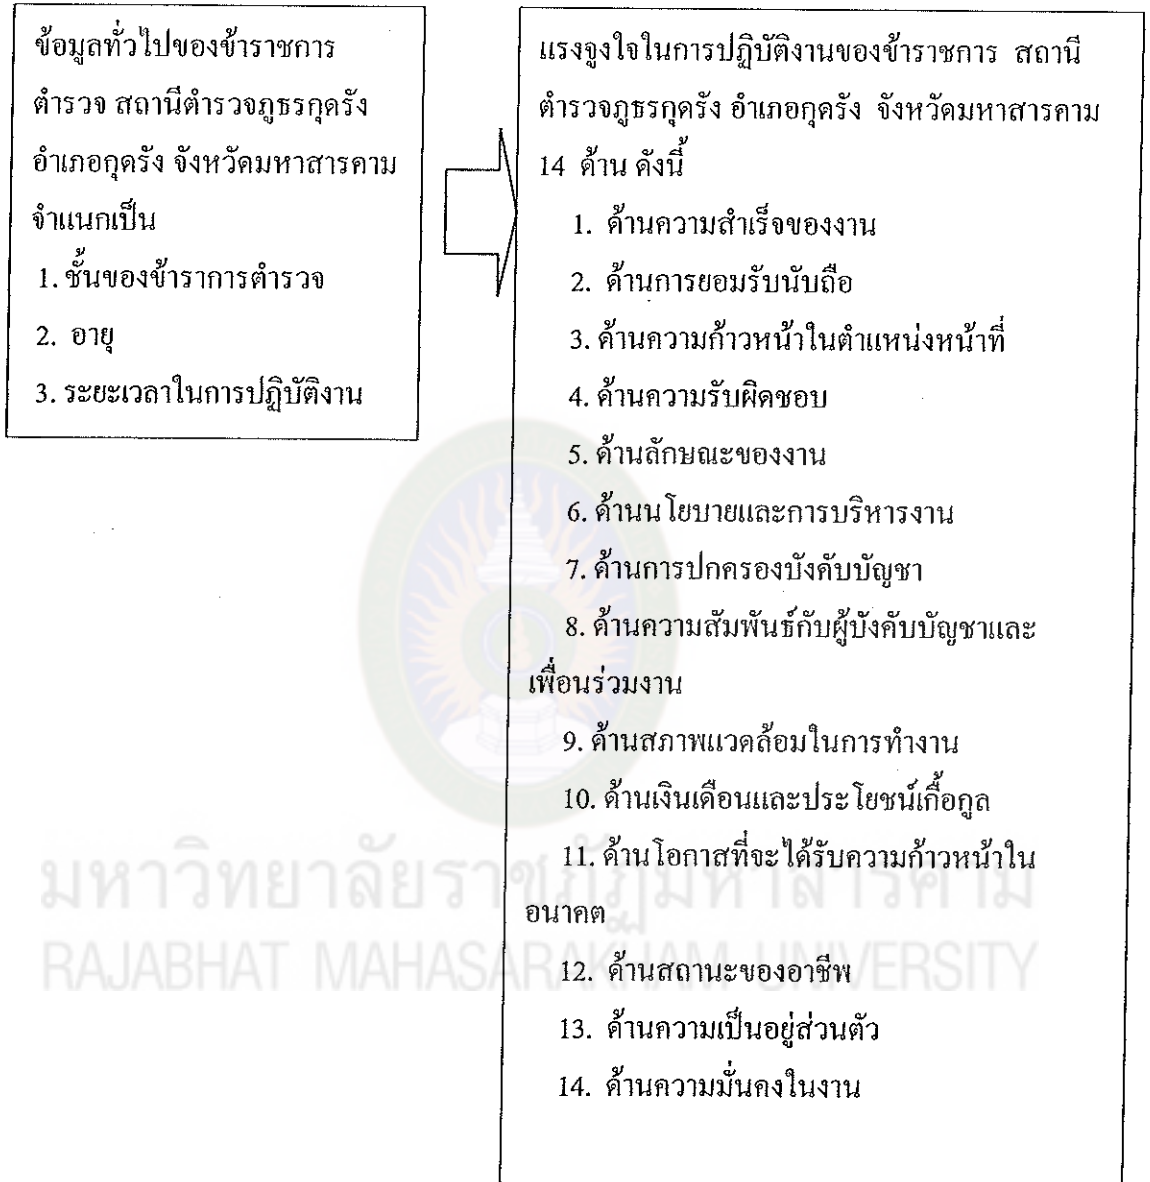 ข้อมูลทั่วไปของข้าราชการ
ตำรวจ สถานีตำรวจภูธรกุดรัง
อำเภอกุดรัง จังหวัดมหาสารคาม
จำแนกเป็น
1. ชั้นของข้าราการตำรวจ
2. อายุ
3. ระยะเวลาในการปฏิบัติงาน
แรงจูงใจในการปฏิบัติงานของข้าราชการ สถานี
ตำรวจภูธรกุดรัง อำเภอกุดรัง จังหวัดมหาสารคาม
14 ด้าน ดังนี้
1. ด้านความสำเร็จของงาน
2. ด้านการยอมรับนับถือ
3. ด้านความก้าวหน้าในตำแหน่งหน้าที่
4. ด้านความรับผิดชอบ
5. ด้านลักษณะของงาน
6. ด้านนโยบายและการบริหารงาน
7. ด้านการปกครองบังคับบัญชา
8. ด้านความสัมพันธ์กับผู้บังคับบัญชาและ
เพื่อนร่วมงาน
9. ด้านสภาพแวดล้อมในการทำงาน
10. ด้านเงินเดือนและประโยชน์เกื้อกูล
11. ด้านโอกาสที่จะได้รับความก้าวหน้าใน
อนาคต
12. ด้านสถานะของอาชีพ
13. ด้านความเป็นอยู่ส่วนตัว
14. ด้านความมั่นคงในงาน
มหาวิทยาลัยราชภัฏมหาสารคาม
RAJABHAT MAHASARAKHAM UNIVERSITY